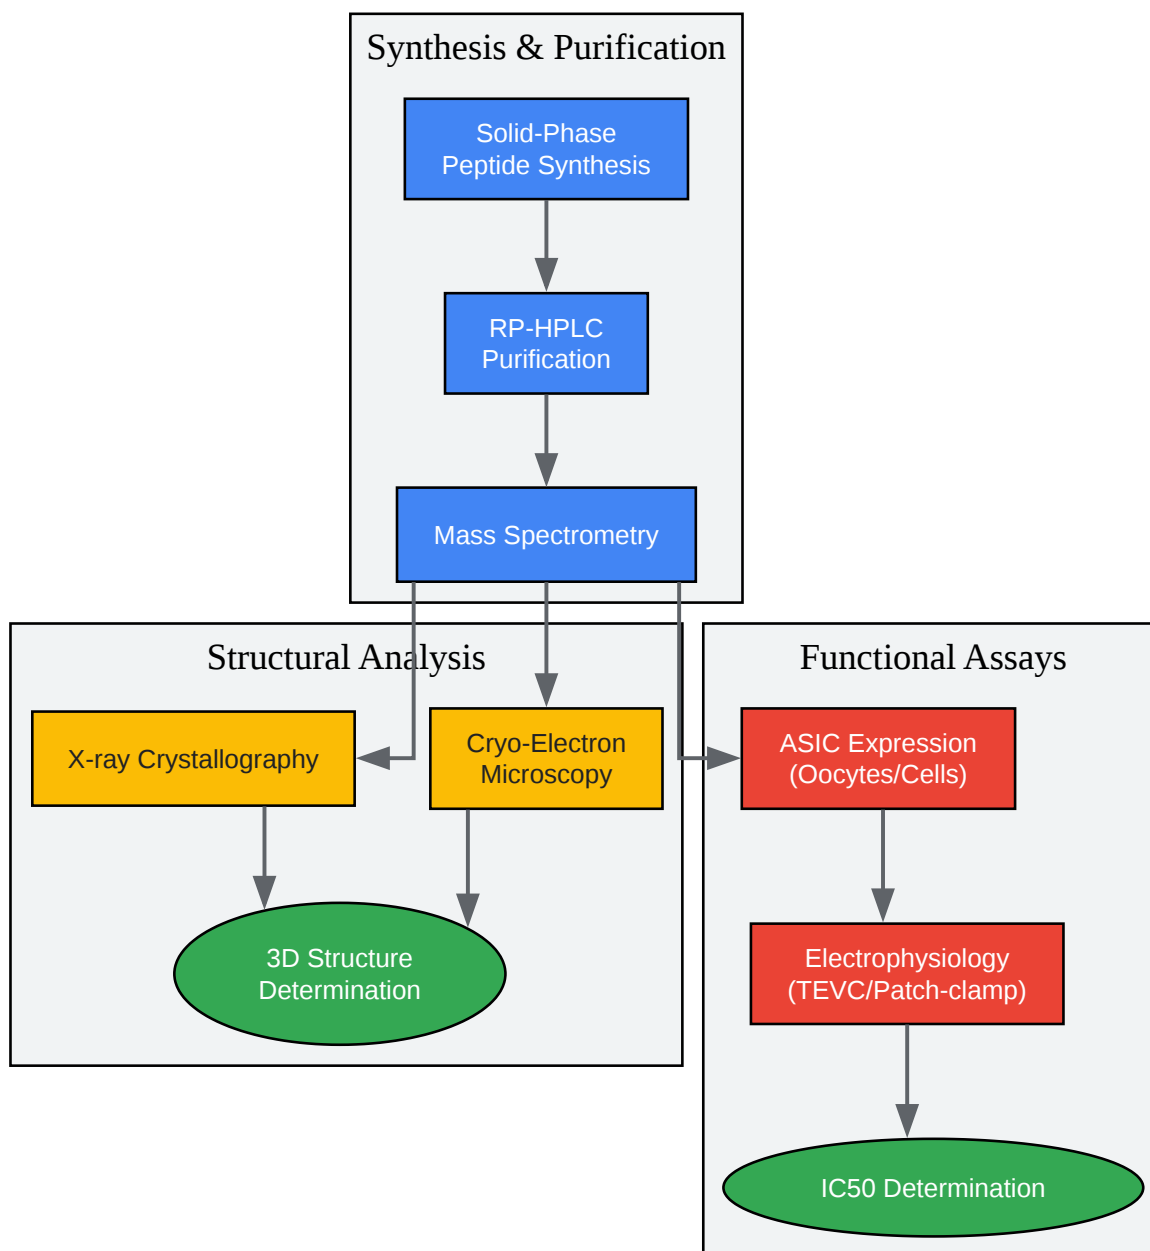 Synthesis & Purification
Solid-Phase
Peptide Synthesis
RP-HPLC
Purification
Mass Spectrometry
Structural Analysis
X-ray Crystallography
Cryo-Electron
Microscopy
3D Structure
Determination
Functional Assays
ASIC Expression
(Oocytes/Cells)
Electrophysiology
(TEVC/Patch-clamp)
IC50 Determination